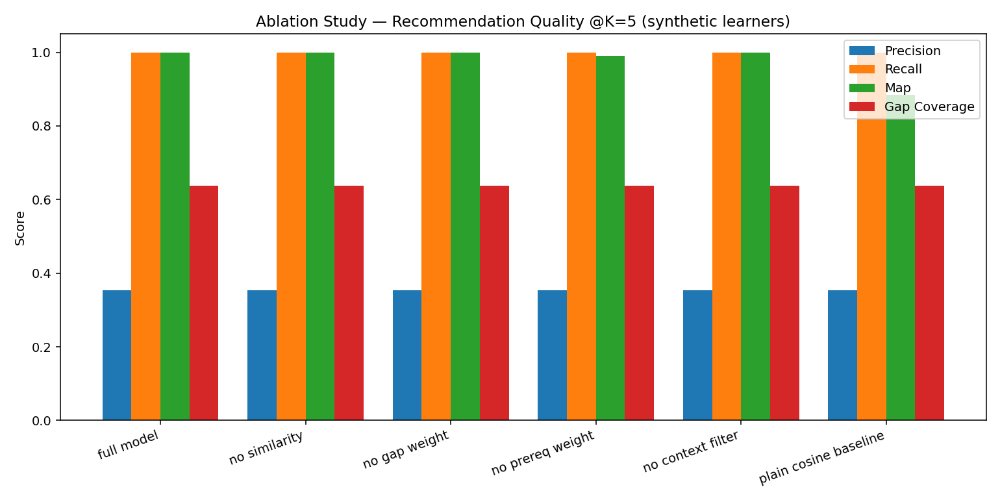 Ablation Study — Recommendation Quality @K=5 (synthetic learners)
Precision
Recall
Map
Gap Coverage
Score
1.0
0.8
0.6
0.4
0.2
0.0
full model
no similarity
no gap weight
no prereq weight
no context filter
plain cosine baseline